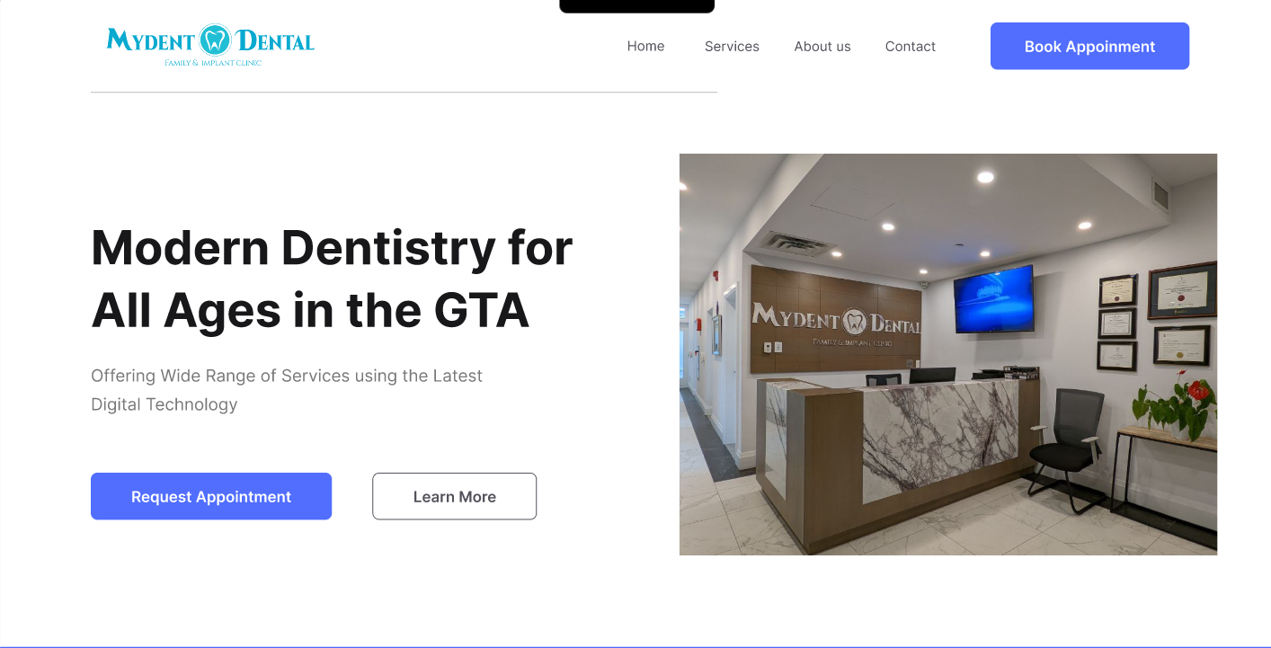 MYDENT DENTAL
FAMILY & IMPLANT CLINIC
Home
Services
About us
Contact
Book Appoinment
Modern Dentistry for
All Ages in the GTA
Offering Wide Range of Services using the Latest
Digital Technology
Request Appointment
Learn More
MYDENT DENTAL
FAMILY & IMPLANT CLINIC